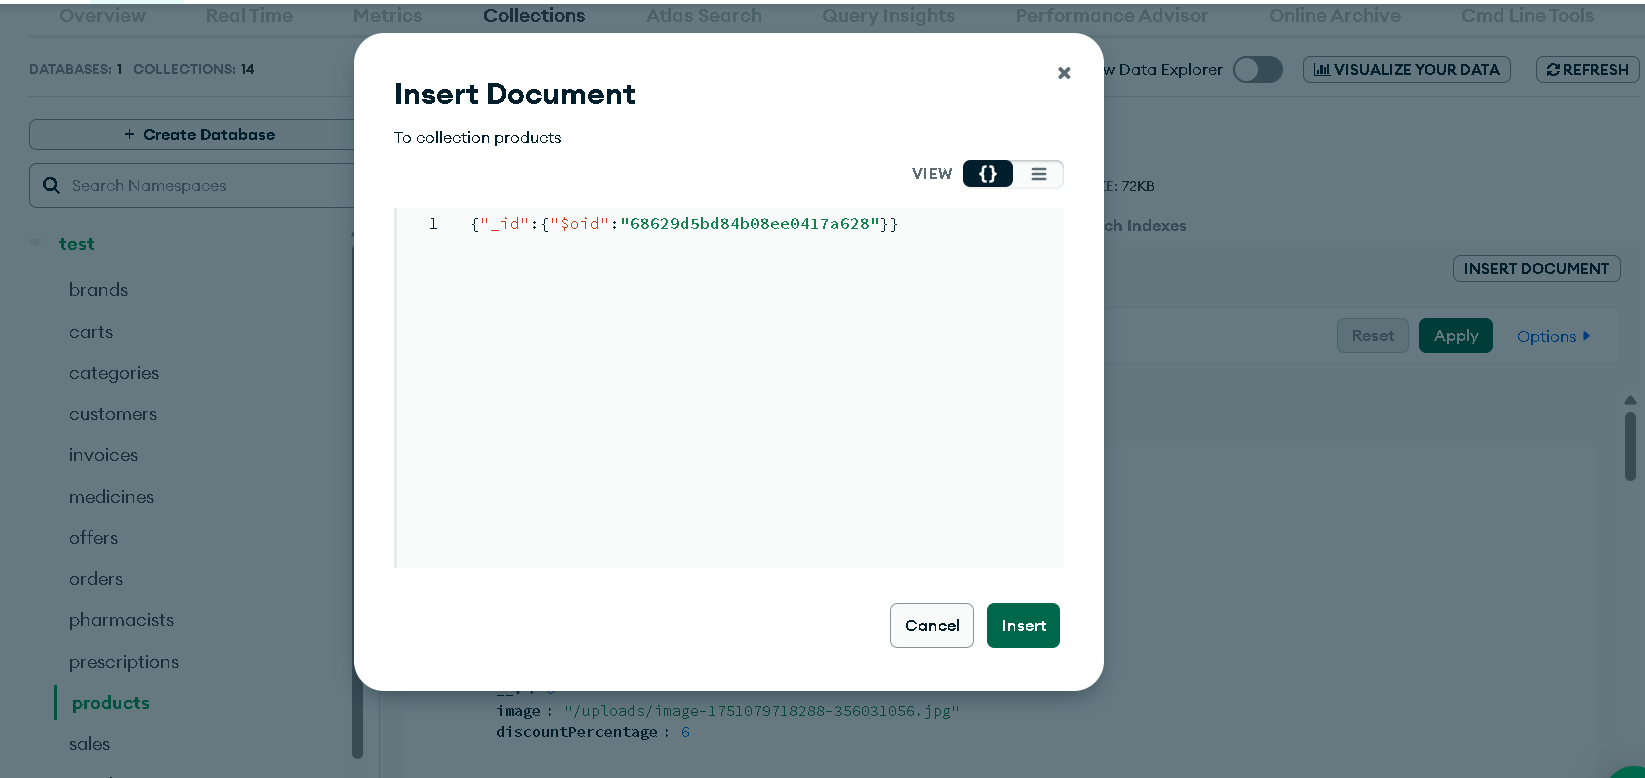 Overview Real Time Metrics Collections Atlas Search Query Insights Performance Advisor Online Archive Cmd Line Tools
DATABASES: 1 COLLECTIONS: 14
w Data Explorer
VISUALIZE YOUR DATA
REFRESH
+ Create Database
Search Namespaces
test
brands
carts
categories
customers
invoices
medicines
offers
orders
pharmacists
prescriptions
products
sales
Insert Document
To collection products
VIEW {}
1 {"_id":{"$oid":"68629d5bd84b08ee0417a628"}}
Cancel Insert
ZE: 72KB
ch Indexes
INSERT DOCUMENT
Reset Apply Options
image : "/uploads/image-1751079718288-356031056.jpg"
discountPercentage : 6